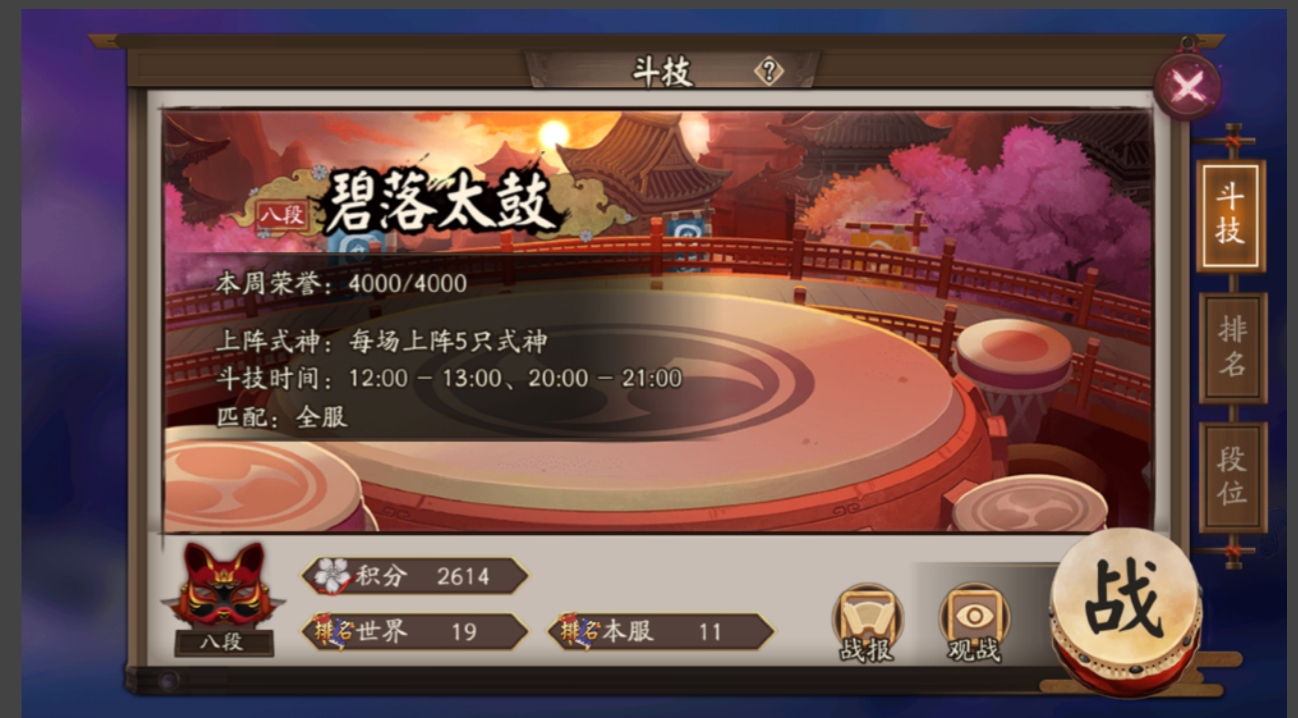 斗技
?
八段
碧落太鼓
本周荣誉：4000/4000
上阵式神：每场上阵5只式神
斗技时间：12:00 – 13:00、20:00 – 21:00
匹配：全服
斗技
排名
段位
八段
积分 2614
排名 世界 19
排名 本服 11
战报
观战
战